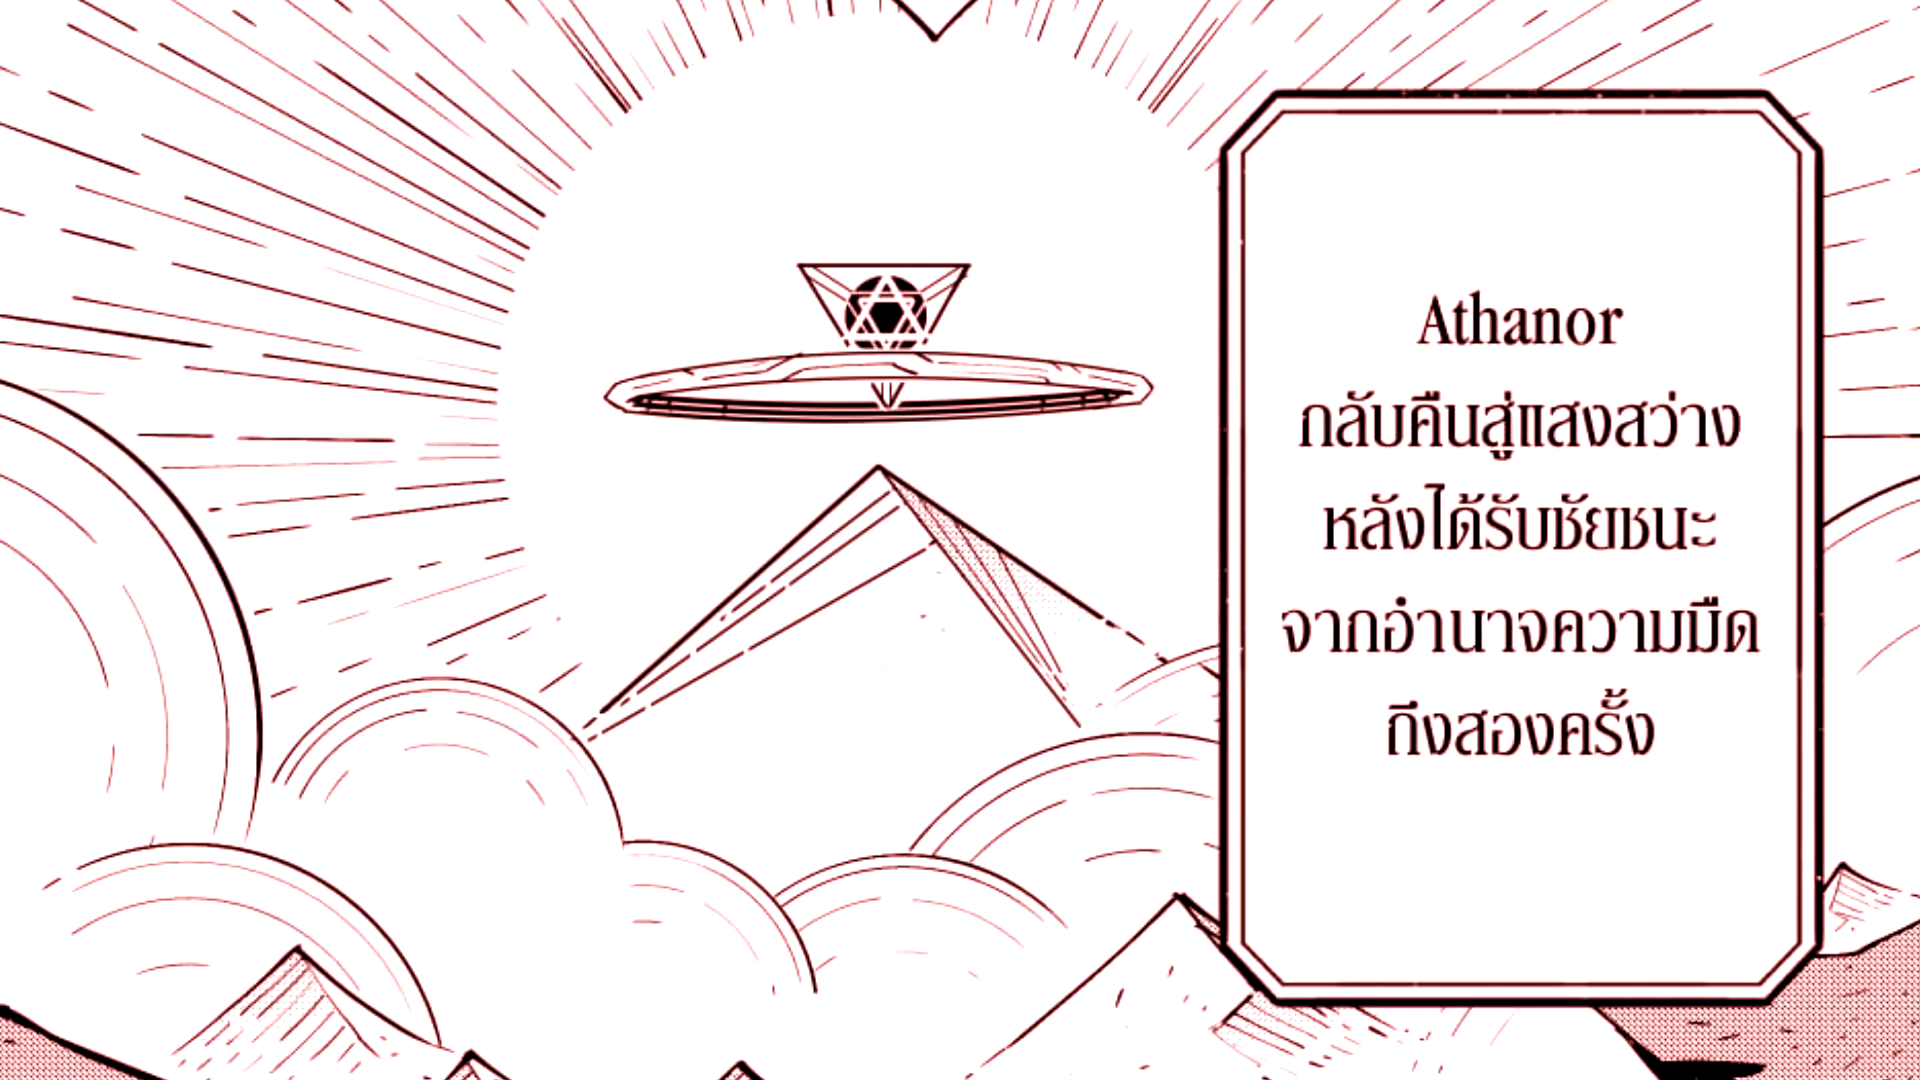 Athanor
กลับคืนสู่แสงสว่าง
หลังได้รับชัยชนะ
จากอำนาจความมืด
ถึงสองครั้ง